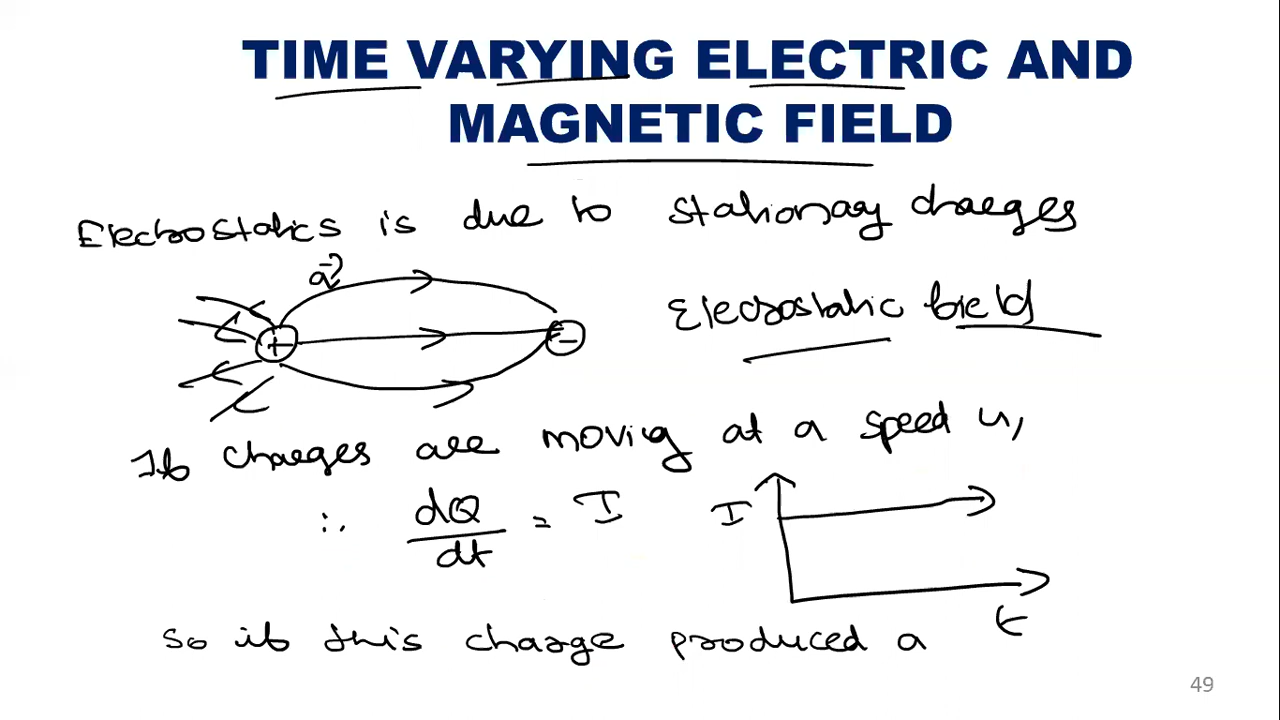 TIME VARYING ELECTRIC AND
MAGNETIC FIELD
Electrostatics is due to stationary charges
+ -
Electrostatic field
If charges are moving at a speed u,
∴ dQ/dt = I
I
t
So if this charge produced a
49